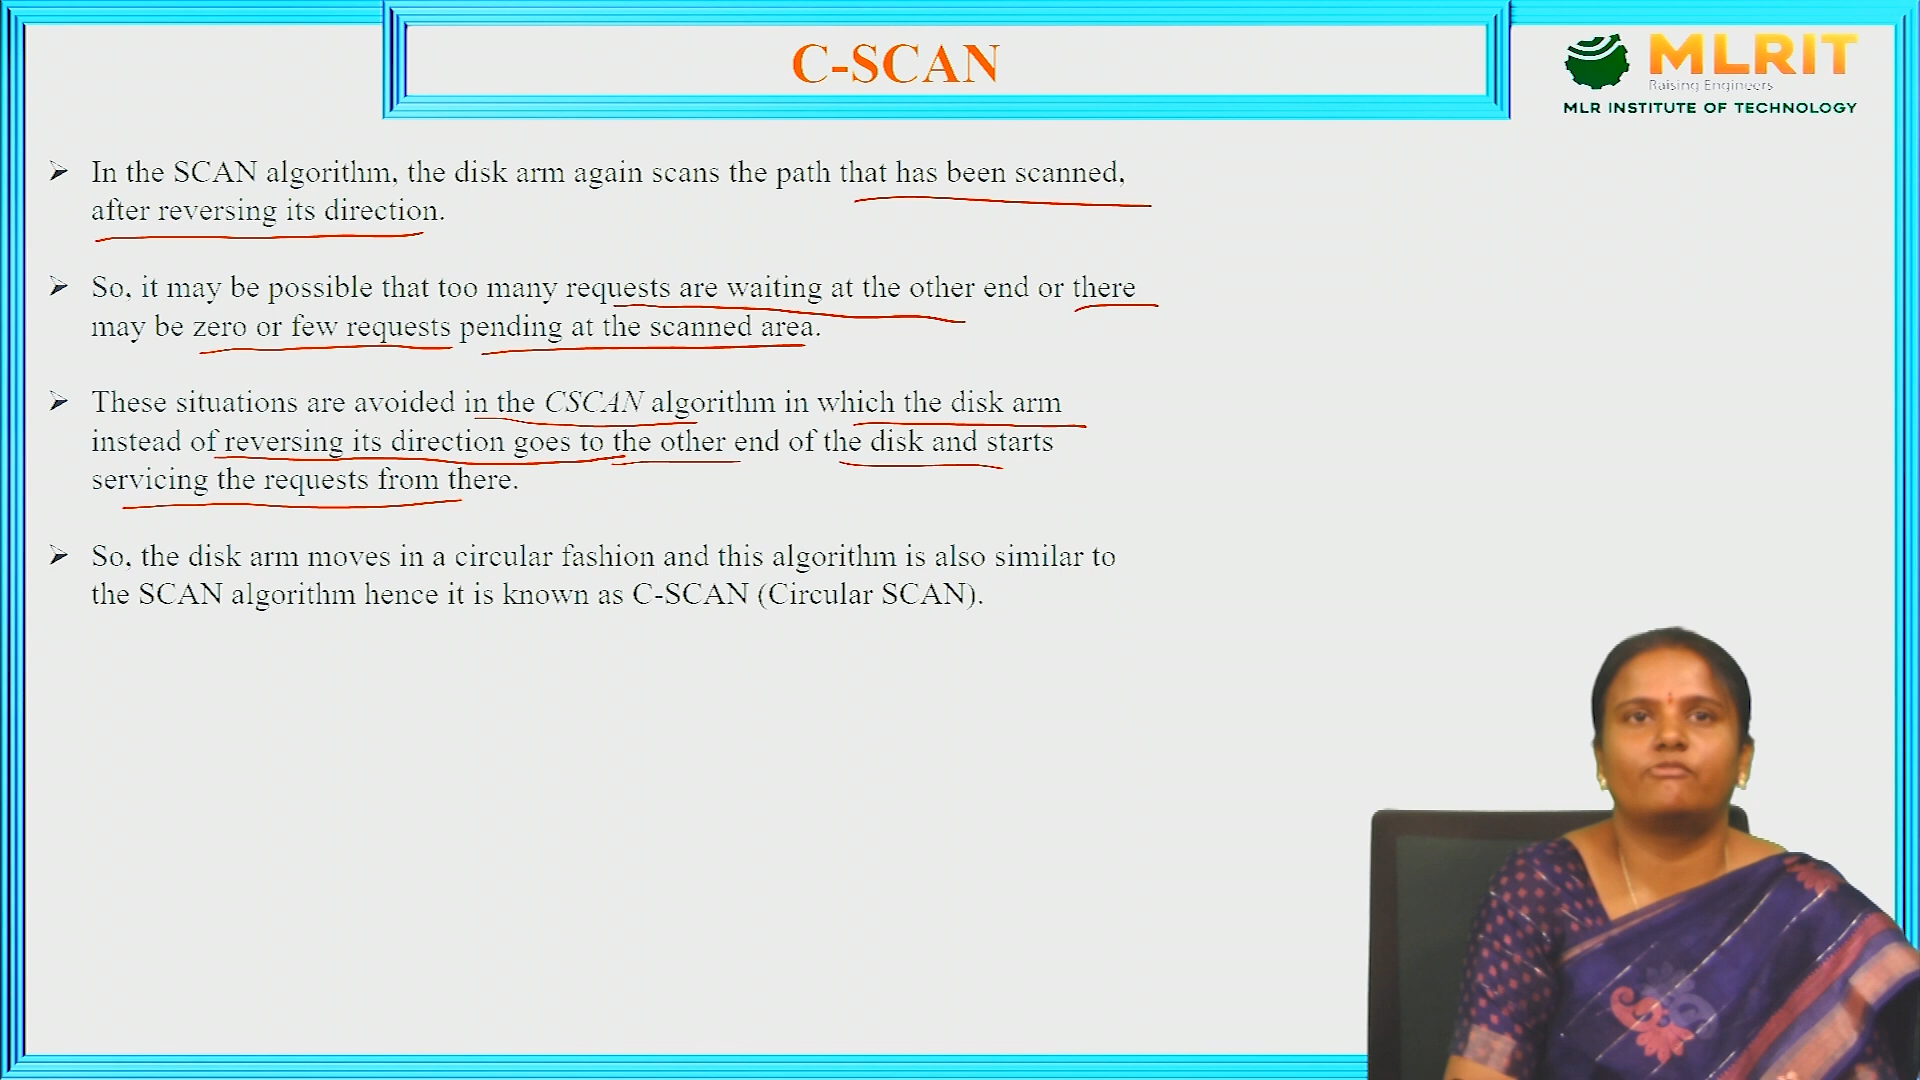 C-SCAN
MLRIT
Raising Engineers
MLR INSTITUTE OF TECHNOLOGY
In the SCAN algorithm, the disk arm again scans the path that has been scanned,
after reversing its direction.
So, it may be possible that too many requests are waiting at the other end or there
may be zero or few requests pending at the scanned area.
These situations are avoided in the CSCAN algorithm in which the disk arm
instead of reversing its direction goes to the other end of the disk and starts
servicing the requests from there.
So, the disk arm moves in a circular fashion and this algorithm is also similar to
the SCAN algorithm hence it is known as C-SCAN (Circular SCAN).